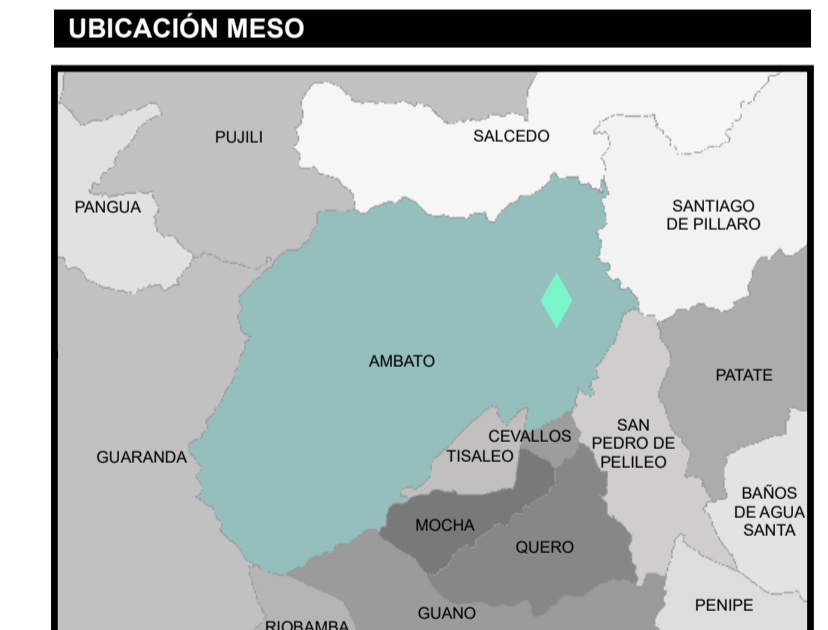 UBICACIÓN MESO
PUJILI
SALCEDO
PANGUA
SANTIAGO
DE PILLARO
AMBATO
PATATE
SAN
PEDRO DE
PELILEO
CEVALLOS
TISALEO
GUARANDA
BAÑOS
DE AGUA
SANTA
MOCHA
QUERO
PENIPE
GUANO
RIOBAMBA